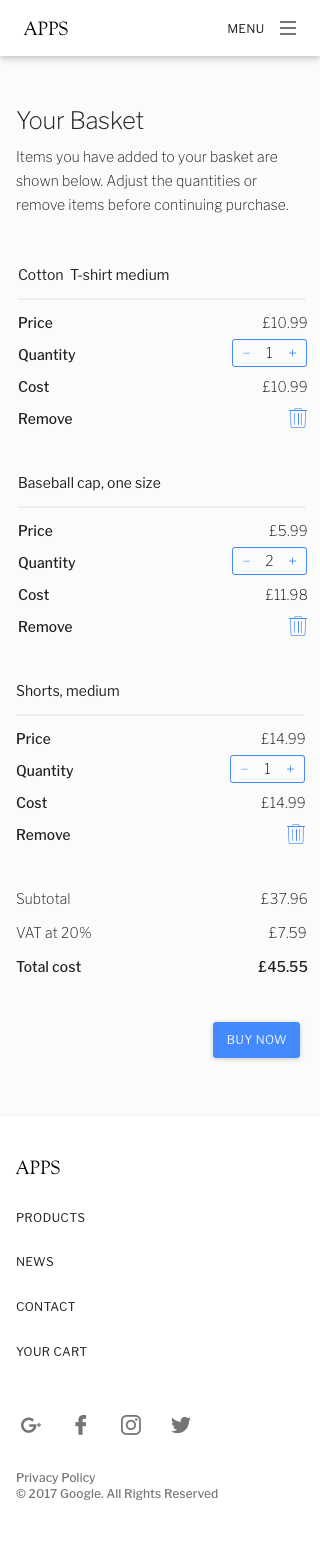 APPS MENU
Your Basket
Items you have added to your basket are
shown below. Adjust the quantities or
remove items before continuing purchase.
Cotton  T-shirt medium
Price £10.99
Quantity − 1 +
Cost £10.99
Remove
Baseball cap, one size
Price £5.99
Quantity − 2 +
Cost £11.98
Remove
Shorts, medium
Price £14.99
Quantity − 1 +
Cost £14.99
Remove
Subtotal £37.96
VAT at 20% £7.59
Total cost £45.55
BUY NOW
APPS
PRODUCTS
NEWS
CONTACT
YOUR CART
G+
Privacy Policy
© 2017 Google. All Rights Reserved